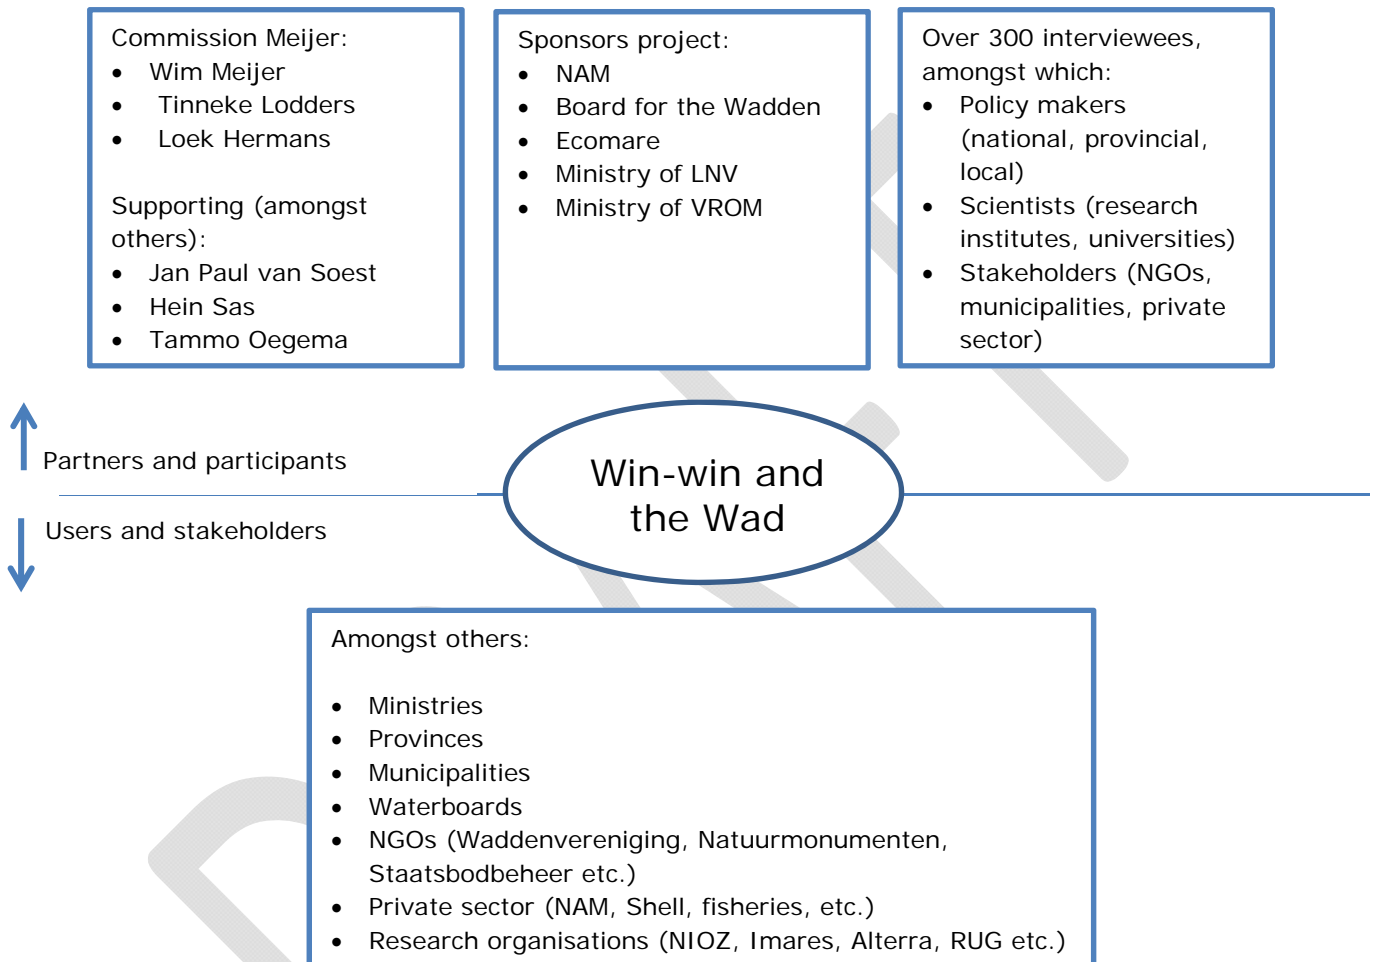 Commission Meijer:
• Wim Meijer
• Tinneke Lodders
• Loek Hermans
Supporting (amongst
others):
• Jan Paul van Soest
• Hein Sas
• Tammo Oegema
Sponsors project:
• NAM
• Board for the Wadden
• Ecomare
• Ministry of LNV
• Ministry of VROM
Over 300 interviewees,
amongst which:
• Policy makers
(national, provincial,
local)
• Scientists (research
institutes, universities)
• Stakeholders (NGOs,
municipalities, private
sector)
Partners and participants
Win-win and
the Wad
Users and stakeholders
Amongst others:
• Ministries
• Provinces
• Municipalities
• Waterboards
• NGOs (Waddenvereniging, Natuurmonumenten,
Staatsbodbeheer etc.)
• Private sector (NAM, Shell, fisheries, etc.)
• Research organisations (NIOZ, Imares, Alterra, RUG etc.)